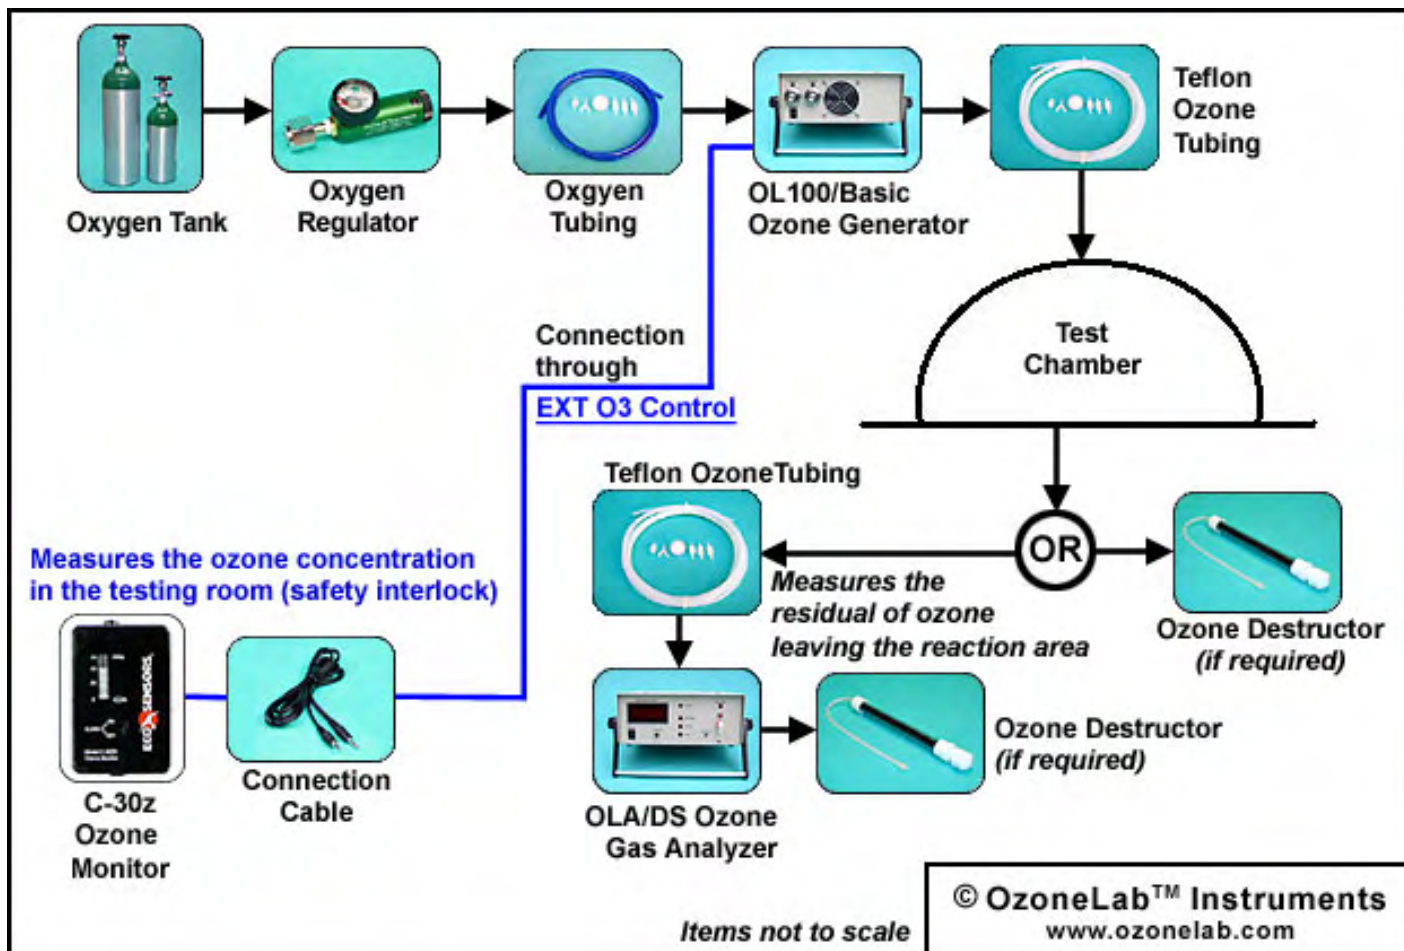 Oxygen Tank
Oxygen
Regulator
Oxgyen
Tubing
OL100/Basic
Ozone Generator
Teflon
Ozone
Tubing
Test
Chamber
Connection
through
EXT O3 Control
Teflon OzoneTubing
OR
Measures the
residual of ozone
leaving the reaction area
Ozone Destructor
(if required)
Measures the ozone concentration
in the testing room (safety interlock)
ECO SENSORS
C-30z
Ozone
Monitor
Connection
Cable
OLA/DS Ozone
Gas Analyzer
Ozone Destructor
(if required)
Items not to scale
© OzoneLab™ Instruments
www.ozonelab.com